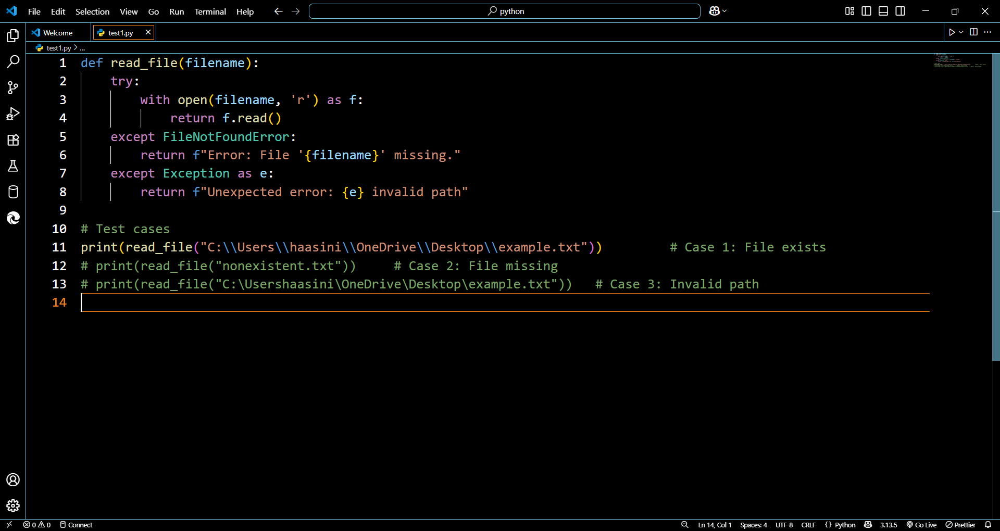 File Edit Selection View Go Run Terminal Help python
Welcome test1.py
test1.py > ...
1 def read_file(filename):
2     try:
3         with open(filename, 'r') as f:
4             return f.read()
5     except FileNotFoundError:
6         return f"Error: File '{filename}' missing."
7     except Exception as e:
8         return f"Unexpected error: {e} invalid path"
9
10 # Test cases
11 print(read_file("C:\\Users\\haasini\\OneDrive\\Desktop\\example.txt"))         # Case 1: File exists
12 # print(read_file("nonexistent.txt"))     # Case 2: File missing
13 # print(read_file("C:\Usershaasini\OneDrive\Desktop\example.txt"))   # Case 3: Invalid path
14
0 0 Connect Ln 14, Col 1 Spaces: 4 UTF-8 CRLF {} Python 3.13.5 Go Live Prettier